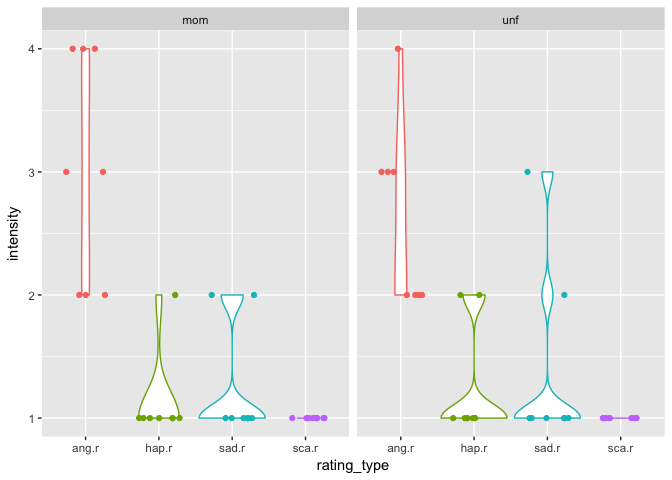 mom unf
4
3
2
1
intensity
ang.r hap.r sad.r sca.r ang.r hap.r sad.r sca.r
rating_type